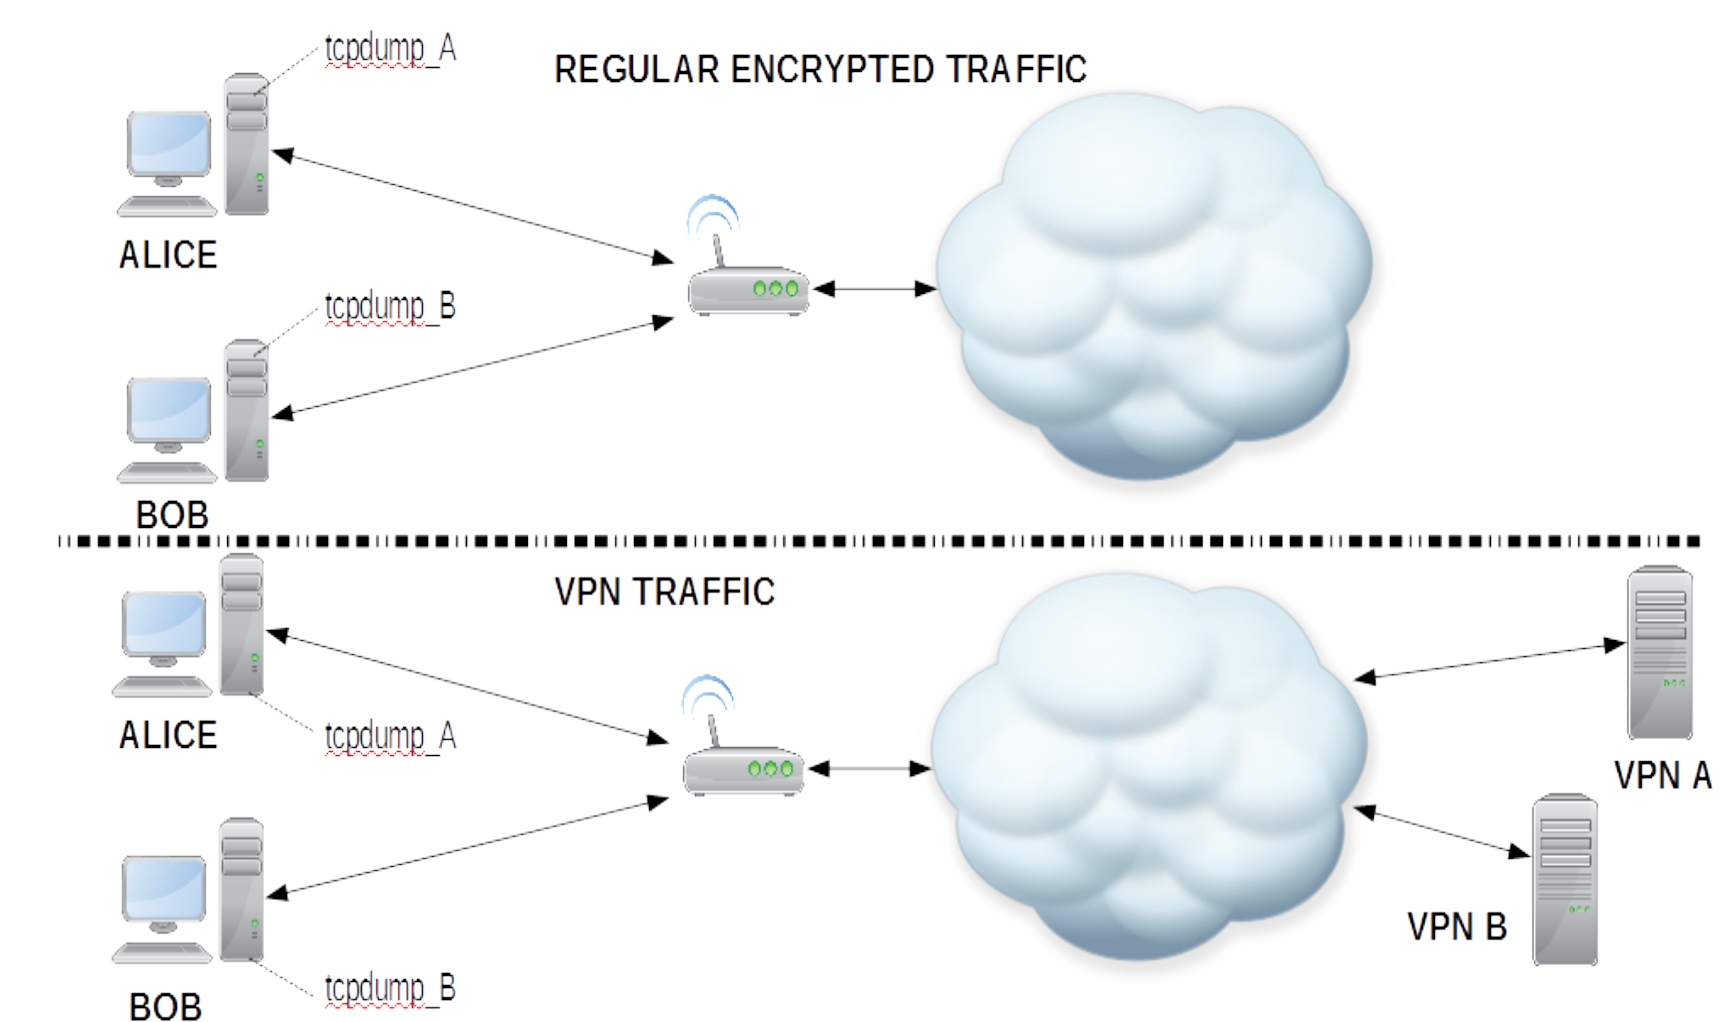 tcpdump_A
REGULAR ENCRYPTED TRAFFIC
ALICE
tcpdump_B
BOB
VPN TRAFFIC
ALICE
tcpdump_A
VPN A
VPN B
BOB
tcpdump_B